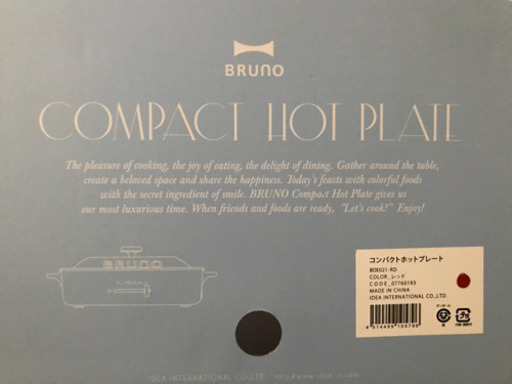 BRUNO
COMPACT HOT PLATE
The pleasure of cooking, the joy of eating, the delight of dining. Gather around the table,
create a beloved space and share the happiness. Today's feasts with colorful foods
with the secret ingredient of smile. BRUNO Compact Hot Plate gives us
our most luxurious time. When friends and foods are ready, "Let's cook!" Enjoy!
BRUNO
コンパクトホットプレート
BOE021-RD
COLOR_レッド
CODE_07760193
MADE IN CHINA
IDEA INTERNATIONAL CO.,LTD.
IDEA INTERNATIONAL CO.,LTD.